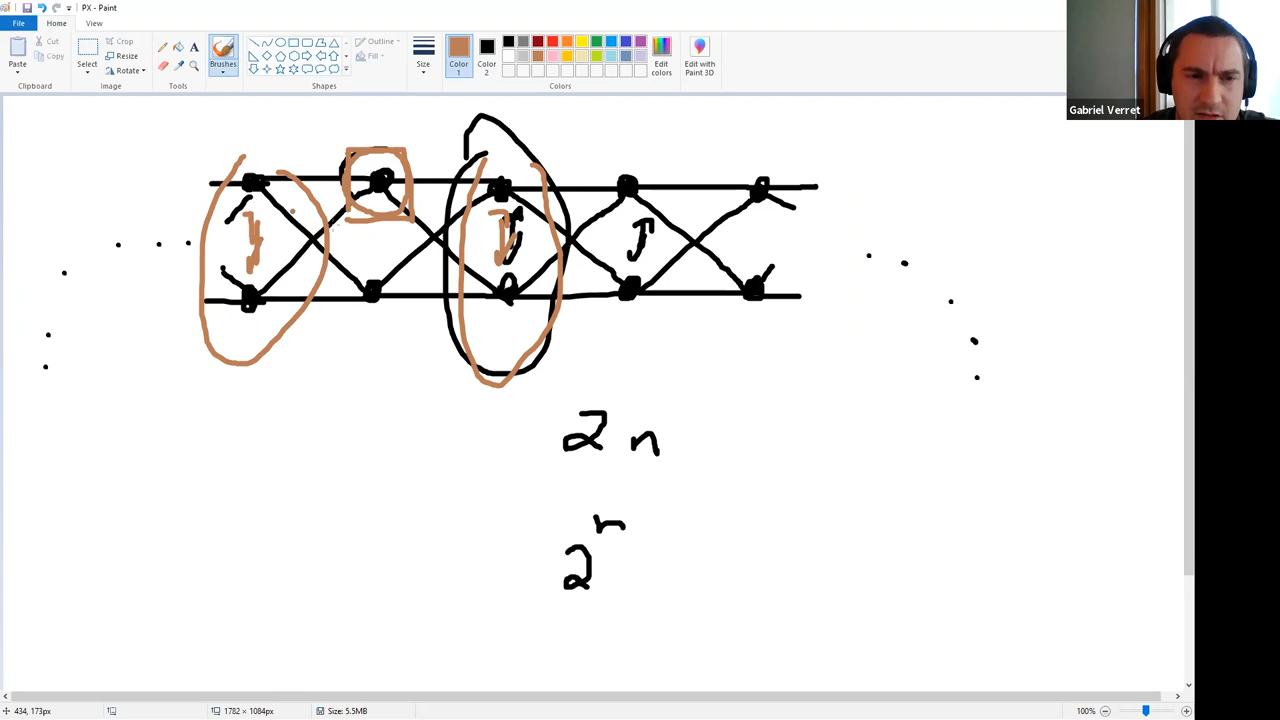 PX - Paint
File Home View
Paste Cut Copy Clipboard
Select Crop Resize Rotate Image
A Tools
Brushes
Outline Fill Shapes
Size
Color 1 Color 2 Edit colors Colors
Edit with Paint 3D
Gabriel Verret
2 n
2^n
434, 173px 1782 × 1084px Size: 5.5MB 100%